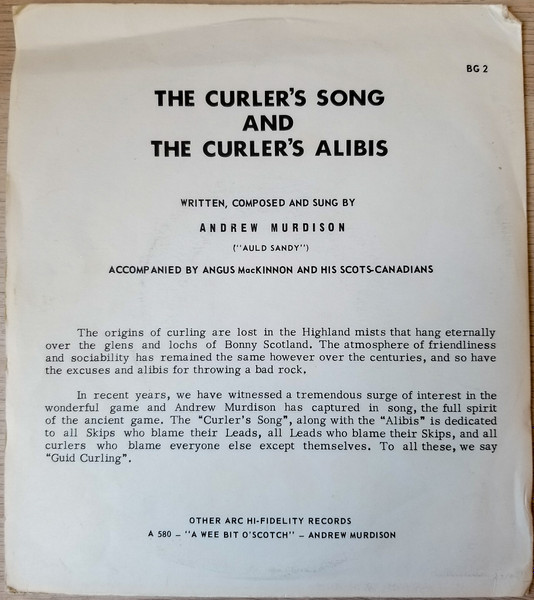 BG 2
THE CURLER'S SONG
AND
THE CURLER'S ALIBIS
WRITTEN, COMPOSED AND SUNG BY
ANDREW MURDISON
("AULD SANDY")
ACCOMPANIED BY ANGUS MacKINNON AND HIS SCOTS-CANADIANS
The origins of curling are lost in the Highland mists that hang eternally
over the glens and lochs of Bonny Scotland. The atmosphere of friendliness
and sociability has remained the same however over the centuries, and so have
the excuses and alibis for throwing a bad rock.
In recent years, we have witnessed a tremendous surge of interest in the
wonderful game and Andrew Murdison has captured in song, the full spirit
of the ancient game. The "Curler's Song", along with the "Alibis" is dedicated
to all Skips who blame their Leads, all Leads who blame their Skips, and all
curlers who blame everyone else except themselves. To all these, we say
"Guid Curling".
OTHER ARC HI-FIDELITY RECORDS
A 580 – "A WEE BIT O'SCOTCH" – ANDREW MURDISON